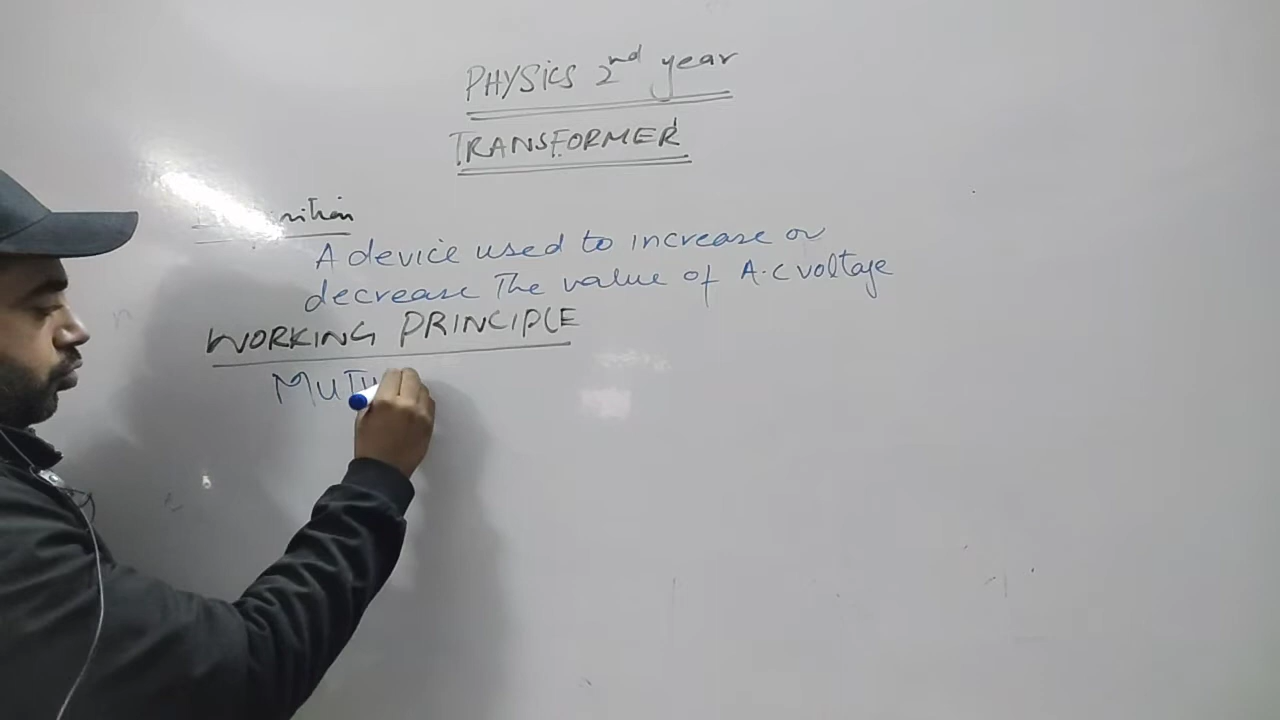 PHYSICS 2nd year
TRANSFORMER
A device used to increase or
decrease The value of A.C voltage
WORKING PRINCIPLE